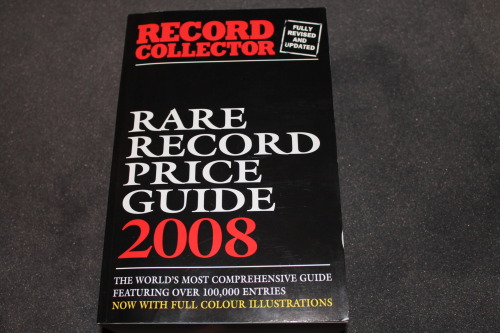 RECORD
COLLECTOR
FULLY
REVISED
AND
UPDATED
RARE
RECORD
PRICE
GUIDE
2008
THE WORLD'S MOST COMPREHENSIVE GUIDE
FEATURING OVER 100,000 ENTRIES
NOW WITH FULL COLOUR ILLUSTRATIONS